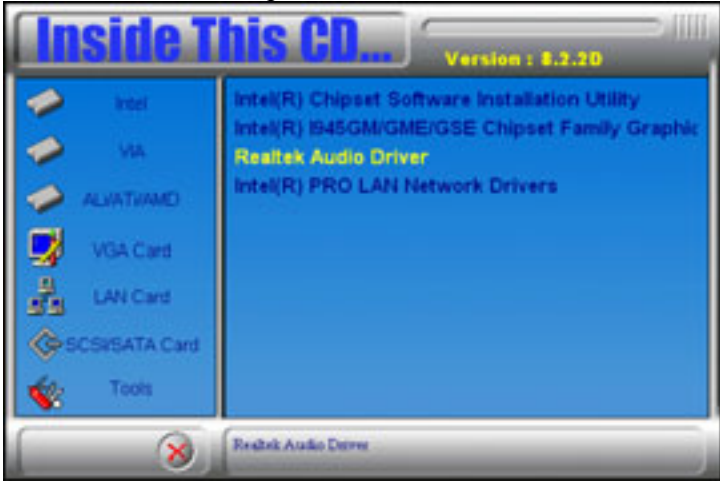 Inside This CD...
Version : 8.2.2D
Intel
VIA
ALi/ATi/AMD
VGA Card
LAN Card
SCSI/SATA Card
Tools
Intel(R) Chipset Software Installation Utility
Intel(R) I945GM/GME/GSE Chipset Family Graphic
Realtek Audio Driver
Intel(R) PRO LAN Network Drivers
Realtek Audio Driver